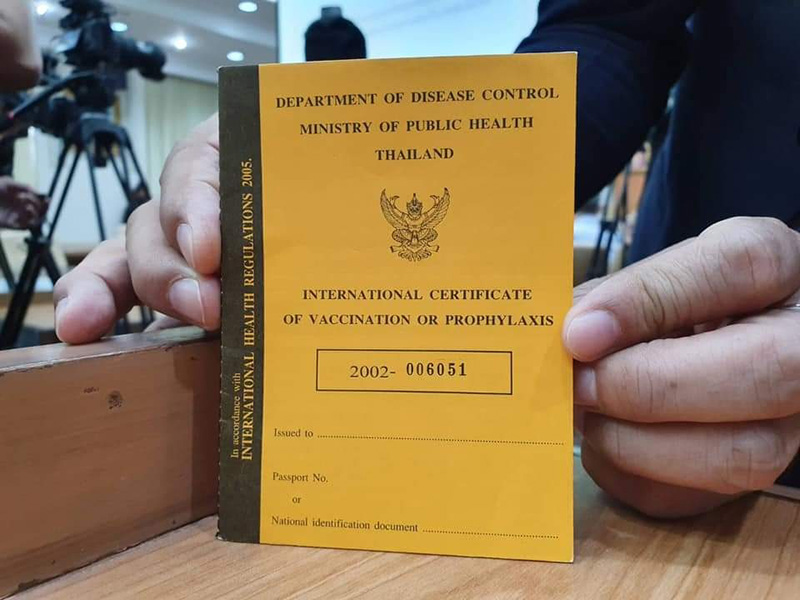 DEPARTMENT OF DISEASE CONTROL
MINISTRY OF PUBLIC HEALTH
THAILAND
INTERNATIONAL CERTIFICATE
OF VACCINATION OR PROPHYLAXIS
2002- 006051
Issued to
Passport No.
or
National identification document
In accordance with
INTERNATIONAL HEALTH REGULATIONS 2005.